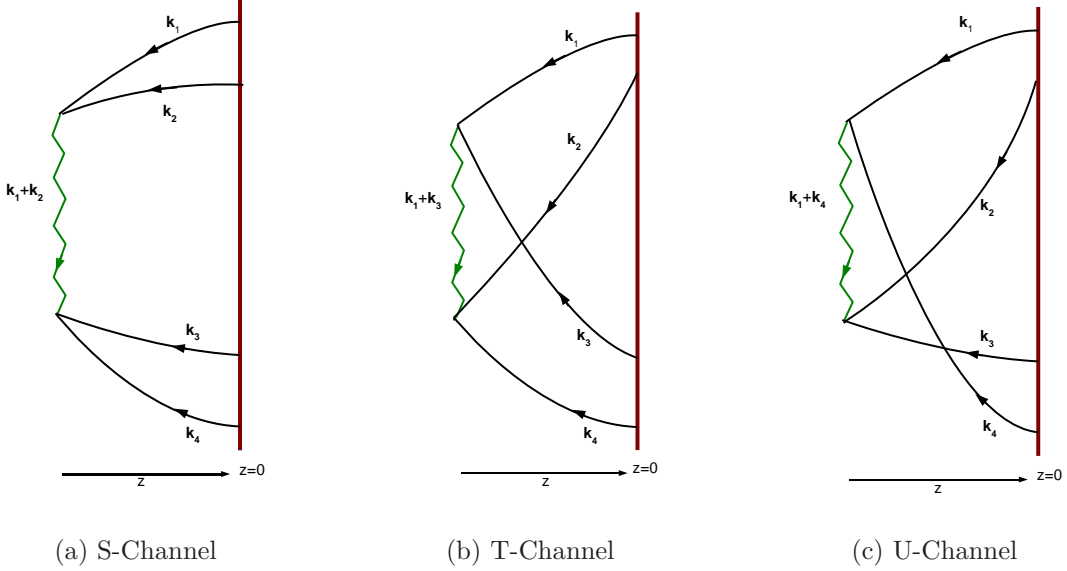 k₁
k₂
k₁+k₂
k₃
k₄
z
z=0
(a) S-Channel
k₁
k₂
k₁+k₃
k₃
k₄
z
z=0
(b) T-Channel
k₁
k₂
k₁+k₄
k₃
k₄
z
z=0
(c) U-Channel